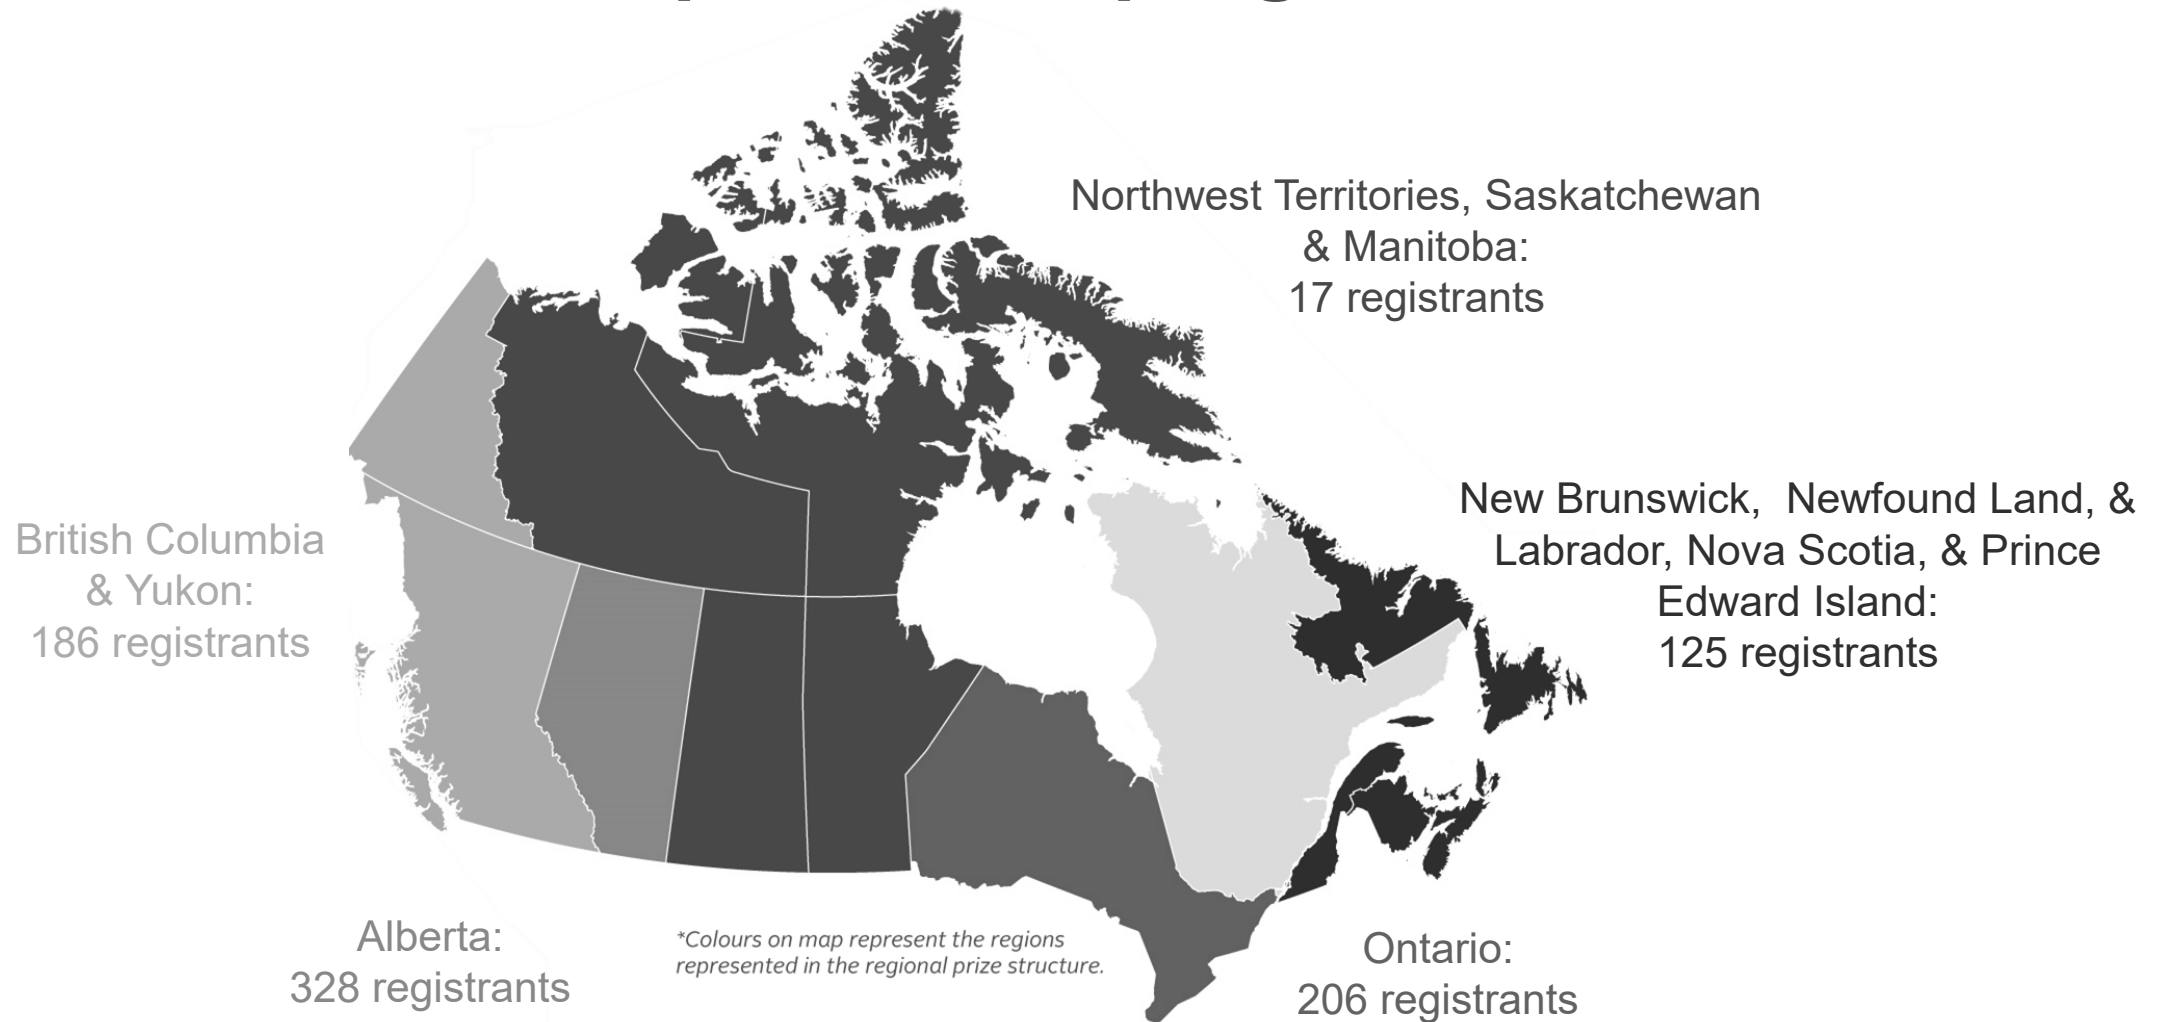 Northwest Territories, Saskatchewan
& Manitoba:
17 registrants
New Brunswick,  Newfound Land, &
Labrador, Nova Scotia, & Prince
Edward Island:
125 registrants
British Columbia
& Yukon:
186 registrants
Alberta:
328 registrants
*Colours on map represent the regions
represented in the regional prize structure.
Ontario:
206 registrants